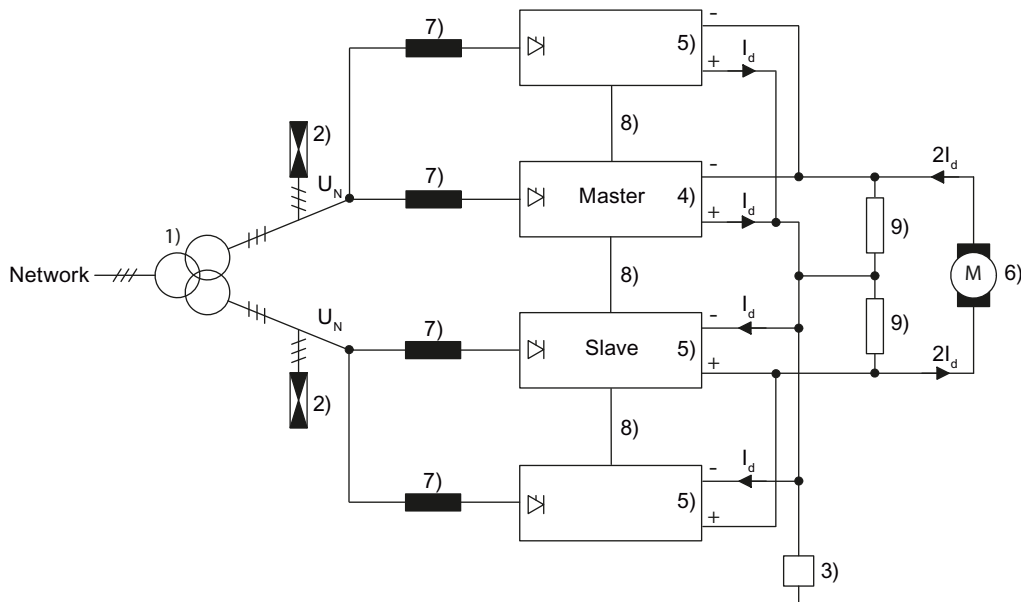 7)
5)
-
+
I_d
2)
8)
U_N
7)
Master
4)
-
+
I_d
2I_d
1)
9)
Network
8)
M
6)
U_N
7)
Slave
5)
-
+
I_d
9)
2I_d
2)
8)
7)
5)
-
+
I_d
3)